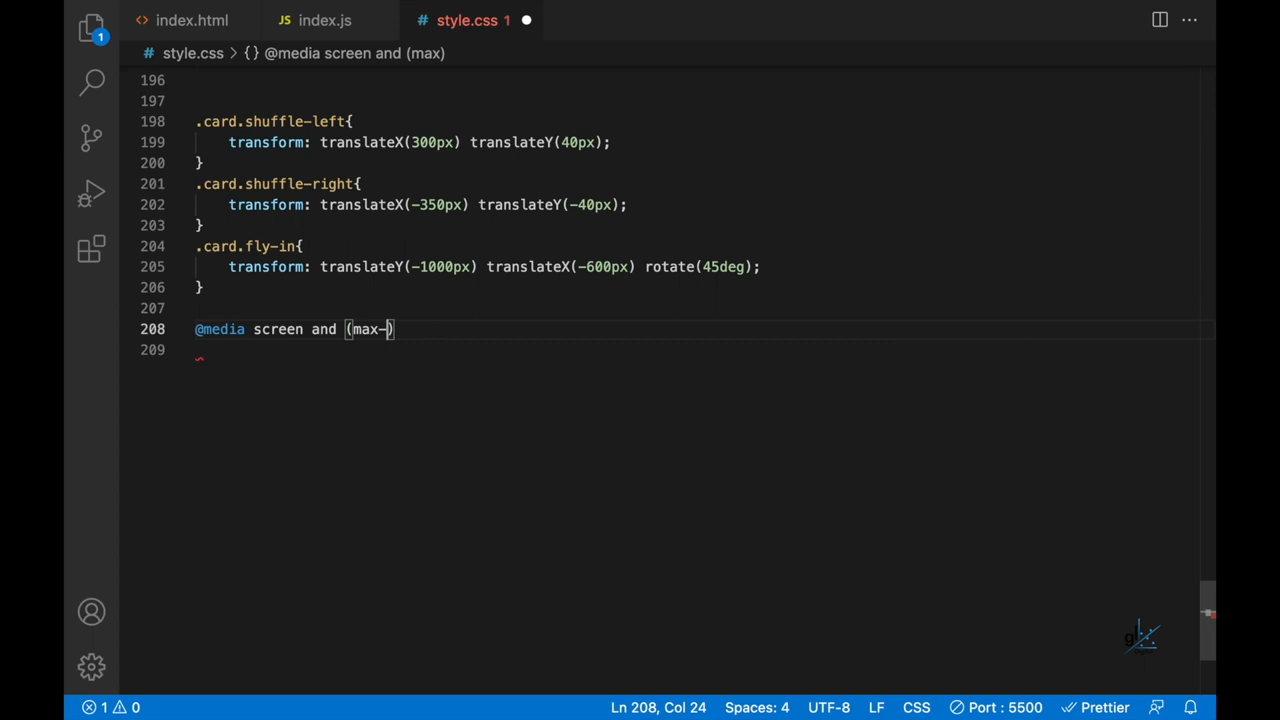 index.html
JS index.js
# style.css 1
1
# style.css > {} @media screen and (max)
196
197
198 .card.shuffle-left{
199 transform: translateX(300px) translateY(40px);
200 }
201 .card.shuffle-right{
202 transform: translateX(-350px) translateY(-40px);
203 }
204 .card.fly-in{
205 transform: translateY(-1000px) translateX(-600px) rotate(45deg);
206 }
207
208 @media screen and (max-)
209
1 0 Ln 208, Col 24 Spaces: 4 UTF-8 LF CSS Port : 5500 Prettier